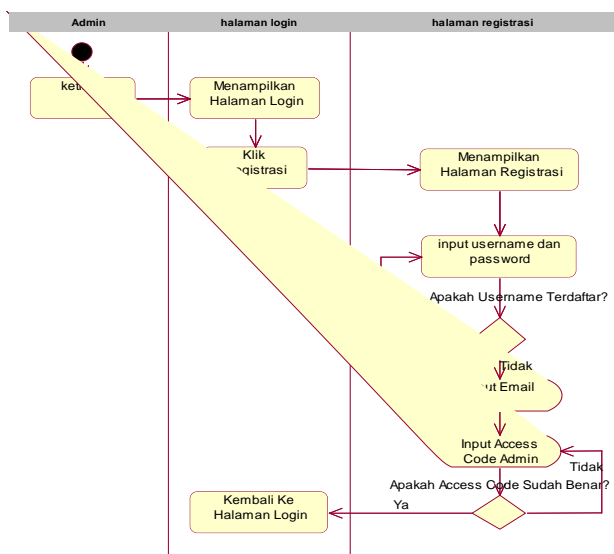 Admin
halaman login
halaman registrasi
Menampilkan
Halaman Login
Klik
Menampilkan
Halaman Registrasi
input username dan
password
Apakah Username Terdaftar?
Tidak
Email
Input Access
Code Admin
Tidak
Apakah Access Code Sudah Benar?
Ya
Kembali Ke
Halaman Login